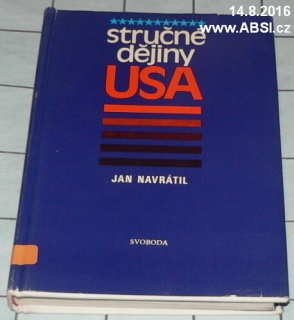 14.8.2016
www.ABSI.cz
stručné
dějiny
USA
JAN NAVRÁTIL
SVOBODA